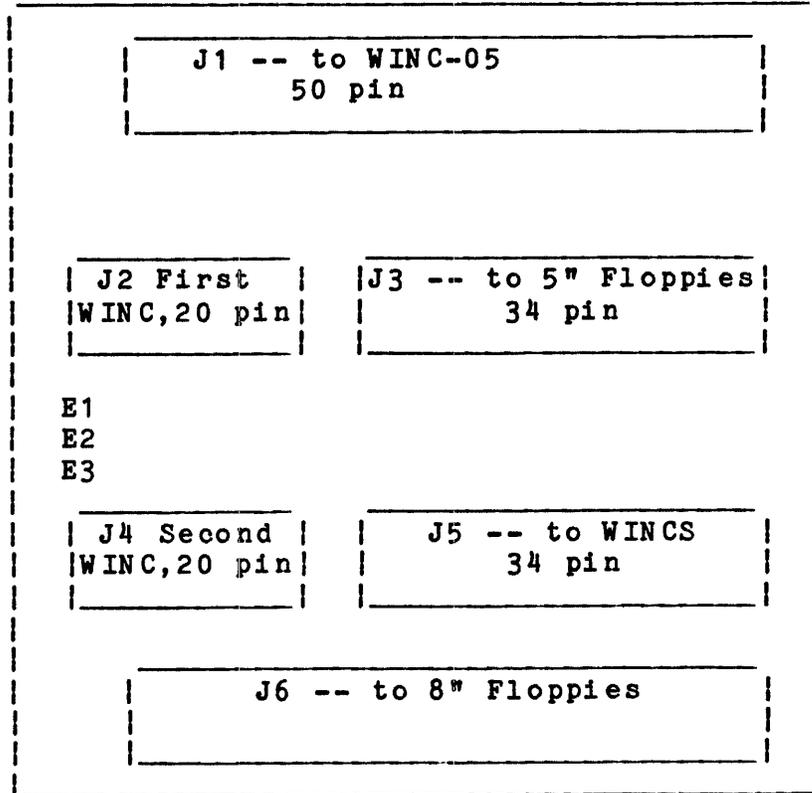 J1 -- to WINC-05
50 pin
J2 First
WINC,20 pin
J3 -- to 5" Floppies
34 pin
E1
E2
E3
J4 Second
WINC,20 pin
J5 -- to WINCS
34 pin
J6 -- to 8" Floppies